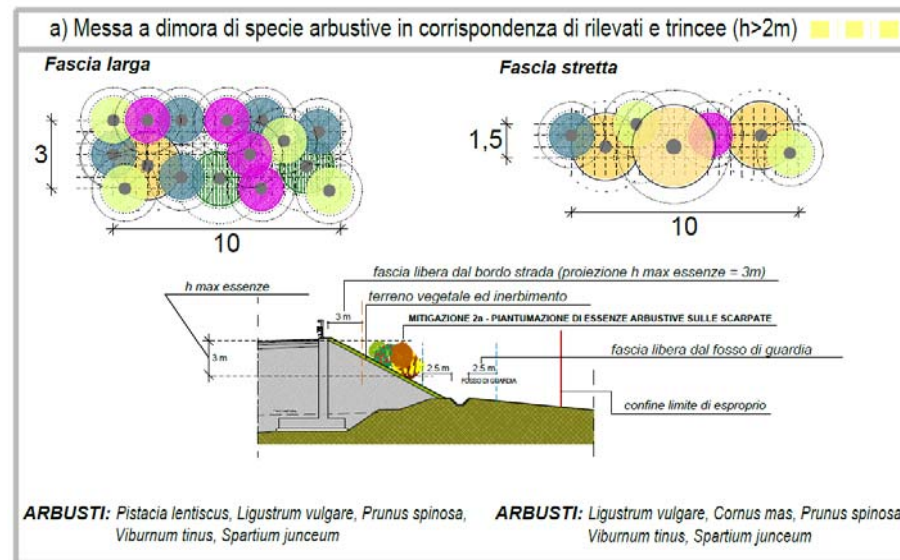 a) Messa a dimora di specie arbustive in corrispondenza di rilevati e trincee (h>2m)
Fascia larga
Fascia stretta
3
10
1,5
10
fascia libera dal bordo strada (proiezione h max essenze = 3m)
h max essenze
terreno vegetale ed inerbimento
MITIGAZIONE 2a - PIANTUMAZIONE DI ESSENZE ARBUSTIVE SULLE SCARPATE
3 m
3 m
fascia libera dal fosso di guardia
2.5 m
2.5 m
FOSSO DI GUARDIA
confine limite di esproprio
ARBUSTI: Pistacia lentiscus, Ligustrum vulgare, Prunus spinosa,
Viburnum tinus, Spartium junceum
ARBUSTI: Ligustrum vulgare, Cornus mas, Prunus spinosa
Viburnum tinus, Spartium junceum